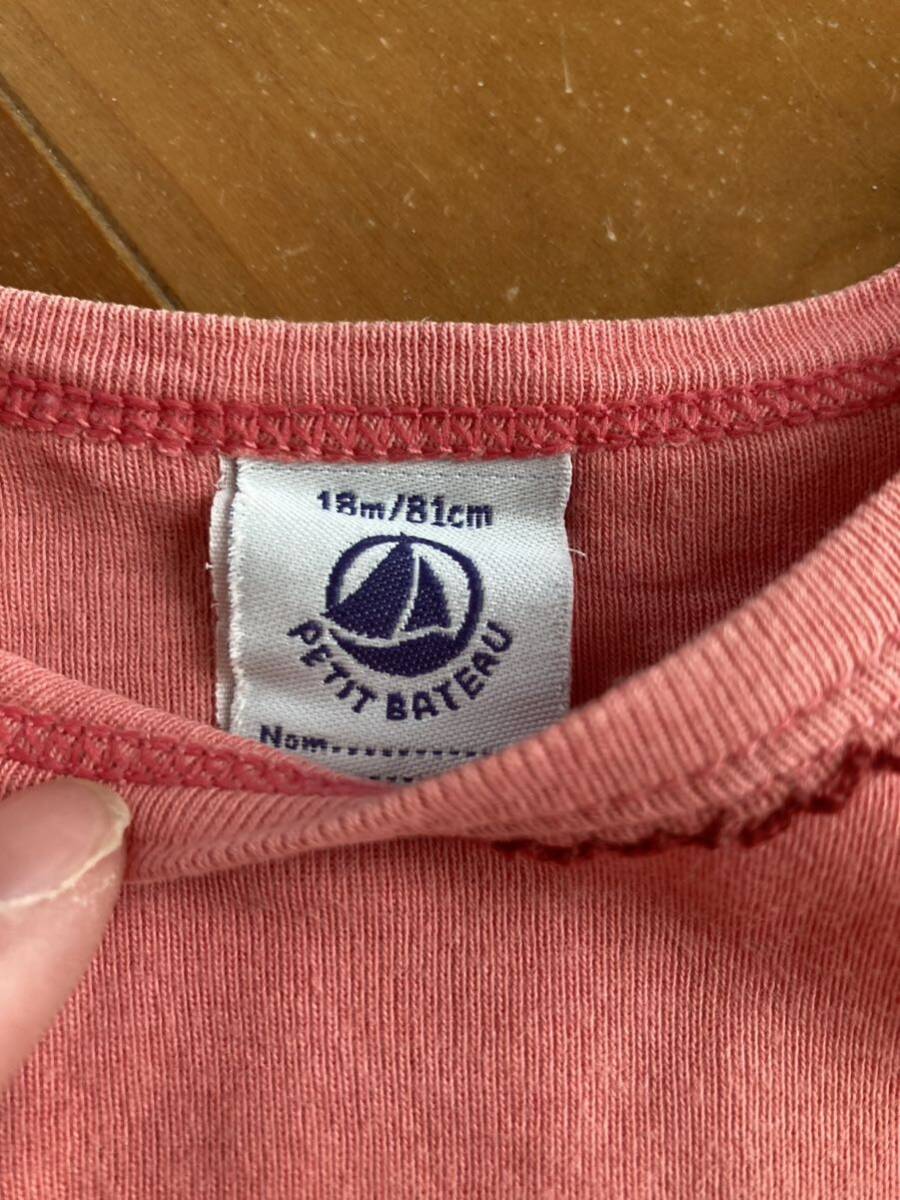 18m/81cm
PETIT BATEAU
Nom............